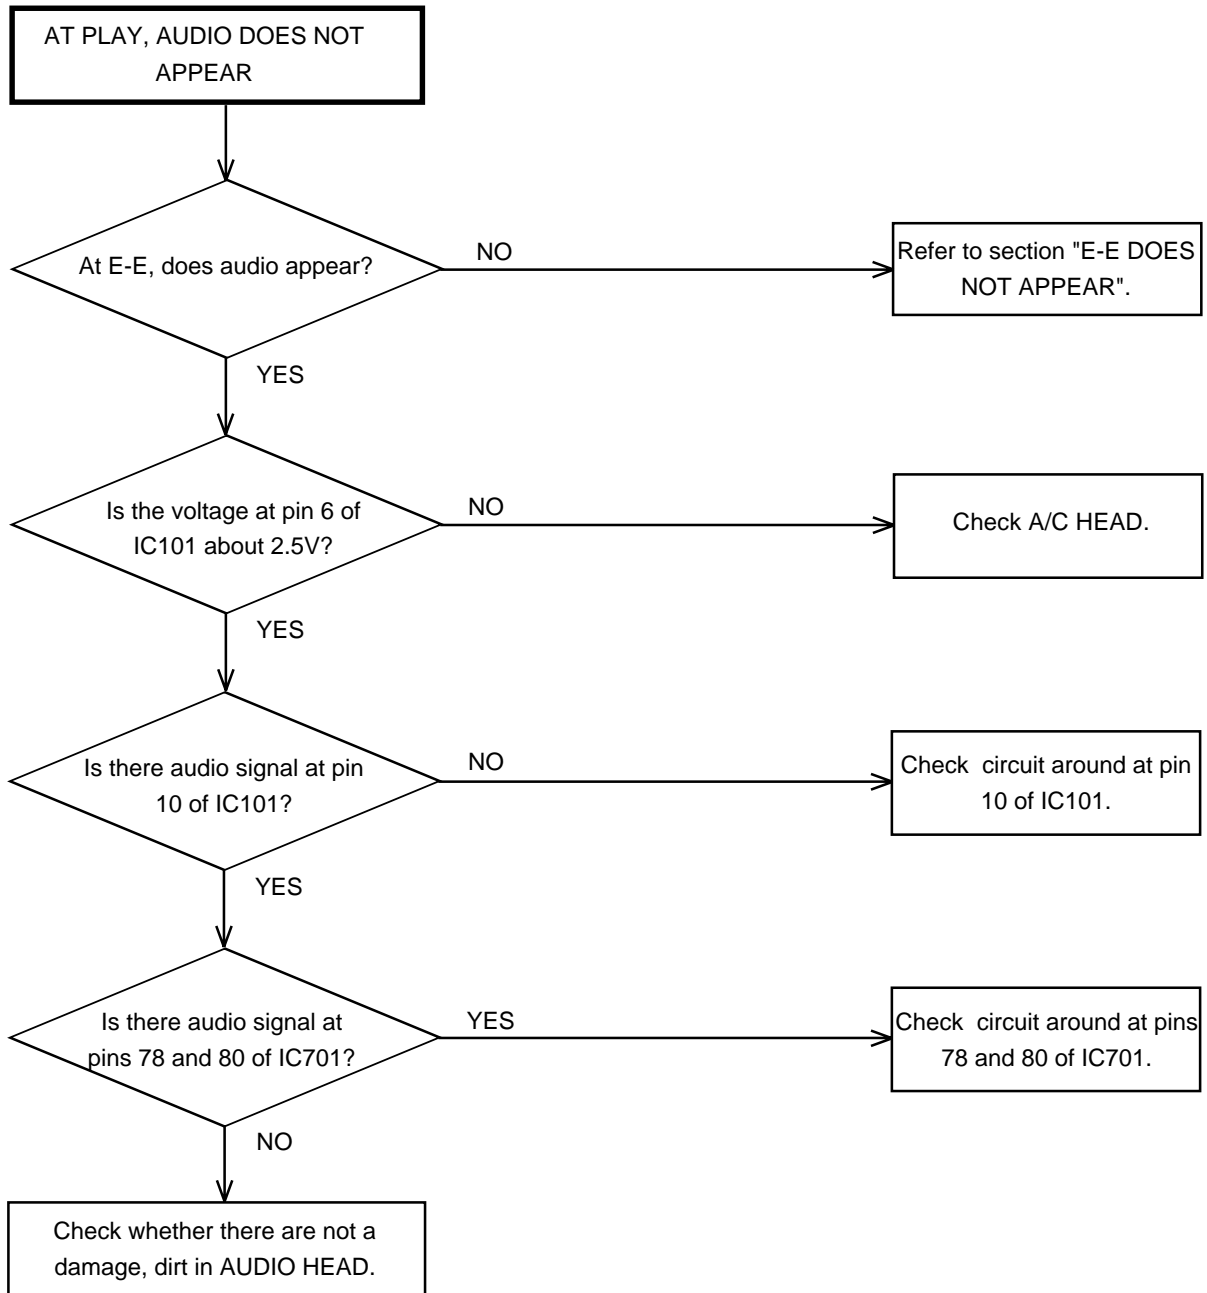 AT PLAY, AUDIO DOES NOT
APPEAR
At E-E, does audio appear?
NO
Refer to section "E-E DOES
NOT APPEAR".
YES
Is the voltage at pin 6 of
IC101 about 2.5V?
NO
Check A/C HEAD.
YES
Is there audio signal at pin
10 of IC101?
NO
Check circuit around at pin
10 of IC101.
YES
Is there audio signal at
pins 78 and 80 of IC701?
YES
Check circuit around at pins
78 and 80 of IC701.
NO
Check whether there are not a
damage, dirt in AUDIO HEAD.